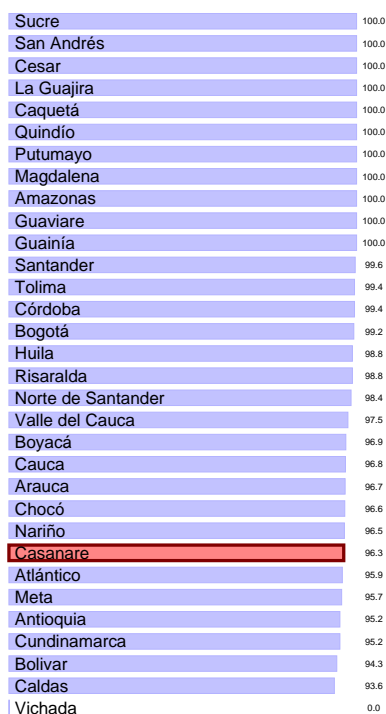 Sucre 100.0
San Andrés 100.0
Cesar 100.0
La Guajira 100.0
Caquetá 100.0
Quindío 100.0
Putumayo 100.0
Magdalena 100.0
Amazonas 100.0
Guaviare 100.0
Guainía 100.0
Santander 99.6
Tolima 99.4
Córdoba 99.4
Bogotá 99.2
Huila 98.8
Risaralda 98.8
Norte de Santander 98.4
Valle del Cauca 97.5
Boyacá 96.9
Cauca 96.8
Arauca 96.7
Chocó 96.6
Nariño 96.5
Casanare 96.3
Atlántico 95.9
Meta 95.7
Antioquia 95.2
Cundinamarca 95.2
Bolivar 94.3
Caldas 93.6
Vichada 0.0